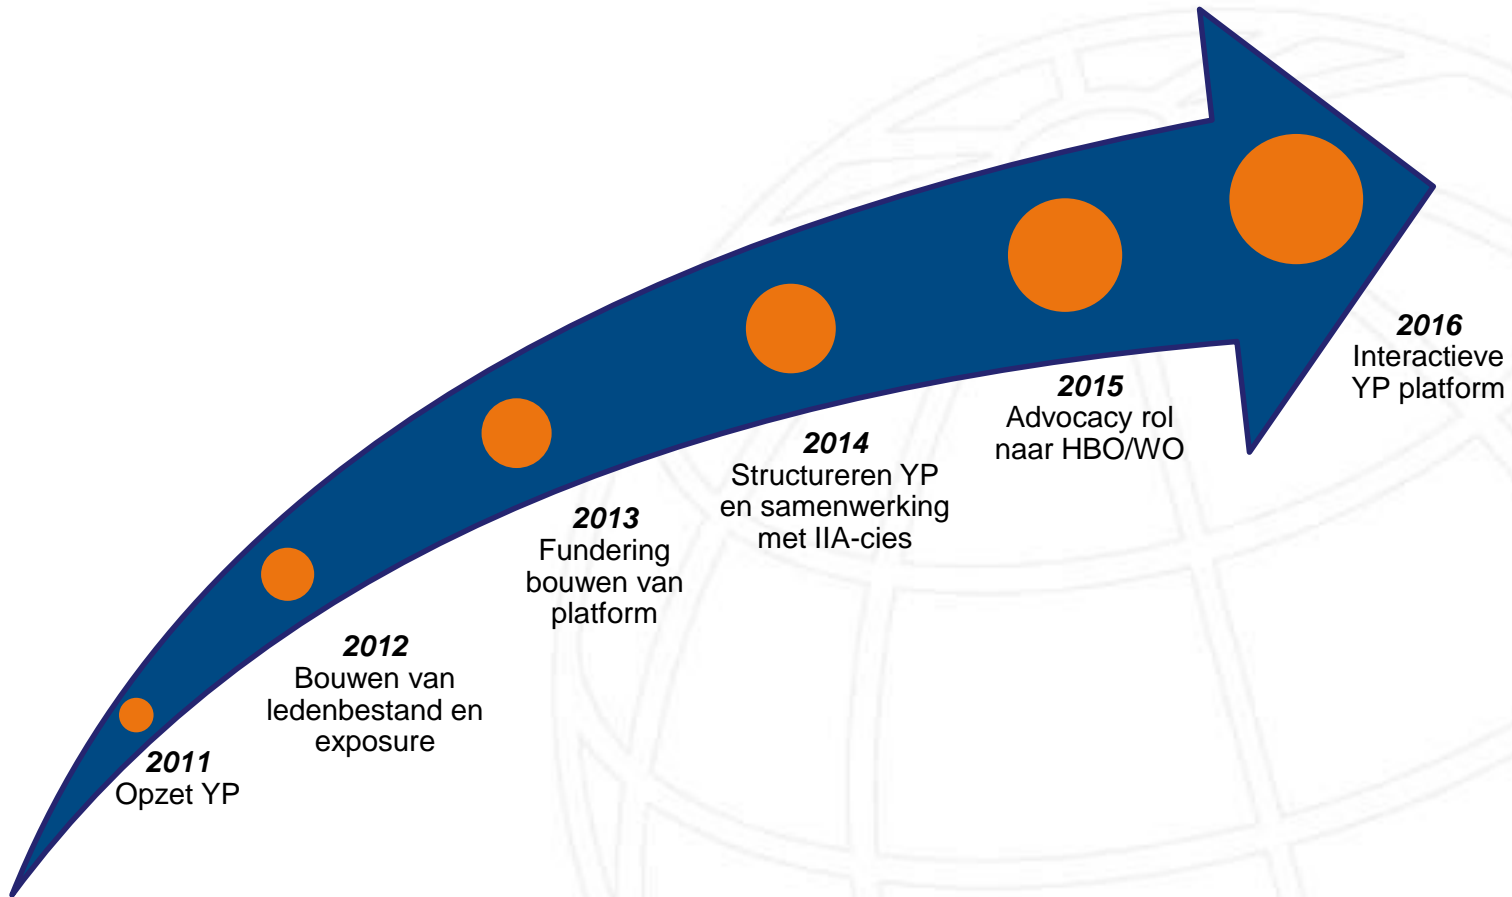 2011
Opzet YP
2012
Bouwen van
ledenbestand en
exposure
2013
Fundering
bouwen van
platform
2014
Structureren YP
en samenwerking
met IIA-cies
2015
Advocacy rol
naar HBO/WO
2016
Interactieve
YP platform